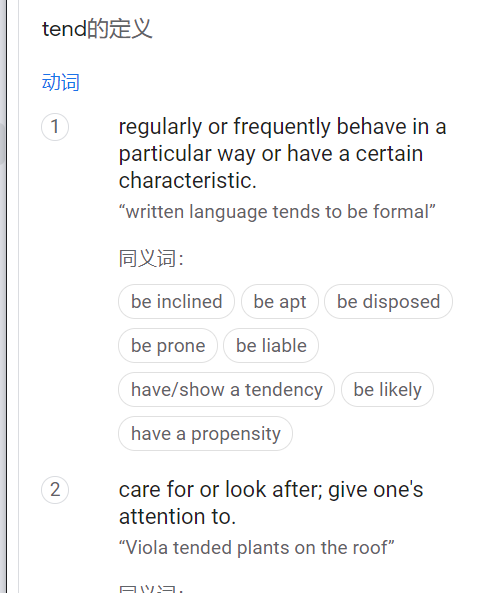 tend的定义
动词
1
regularly or frequently behave in a
particular way or have a certain
characteristic.
“written language tends to be formal”
同义词：
be inclined be apt be disposed
be prone be liable
have/show a tendency be likely
have a propensity
2
care for or look after; give one's
attention to.
“Viola tended plants on the roof”
同义词：